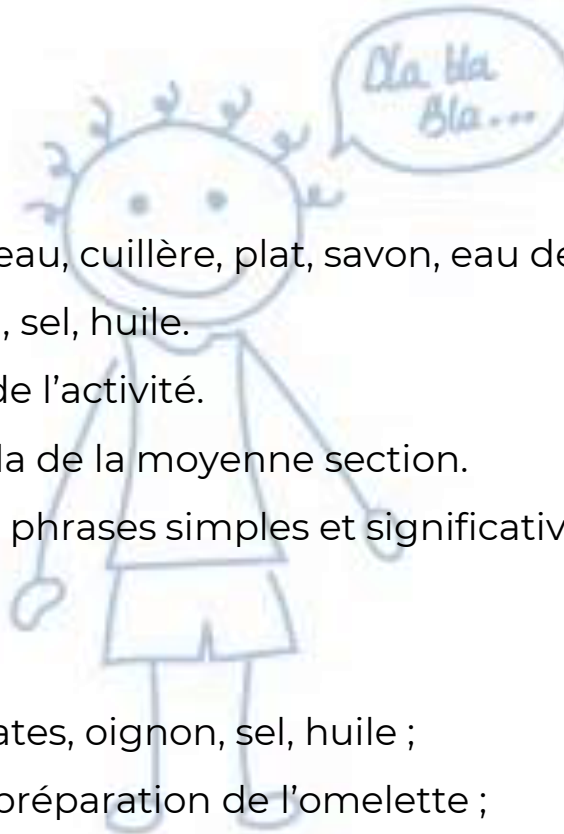 Bla bla
Bla...
eau, cuillère, plat, savon, eau de
, sel, huile.
de l'activité.
la de la moyenne section.
phrases simples et significativ
ates, oignon, sel, huile ;
préparation de l'omelette ;